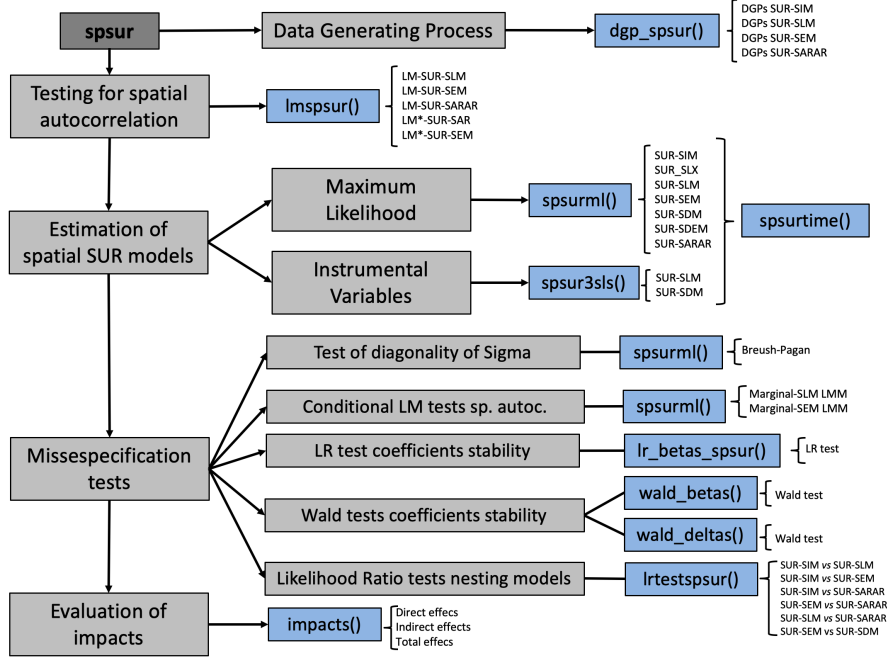 spsur
Data Generating Process
dgp_spsur()
DGPs SUR-SIM
DGPs SUR-SLM
DGPs SUR-SEM
DGPs SUR-SARAR
Testing for spatial
autocorrelation
lmspsur()
LM-SUR-SLM
LM-SUR-SEM
LM-SUR-SARAR
LM*-SUR-SAR
LM*-SUR-SEM
Estimation of
spatial SUR models
Maximum
Likelihood
spsurml()
SUR-SIM
SUR_SLX
SUR-SLM
SUR-SEM
SUR-SDM
SUR-SDEM
SUR-SARAR
spsurtime()
Instrumental
Variables
spsur3sls()
SUR-SLM
SUR-SDM
Missespecification
tests
Test of diagonality of Sigma
spsurml()
Breush-Pagan
Conditional LM tests sp. autoc.
spsurml()
Marginal-SLM LMM
Marginal-SEM LMM
LR test coefficients stability
lr_betas_spsur()
LR test
Wald tests coefficients stability
wald_betas()
Wald test
wald_deltas()
Wald test
Likelihood Ratio tests nesting models
lrtestspsur()
SUR-SIM vs SUR-SLM
SUR-SIM vs SUR-SEM
SUR-SIM vs SUR-SARAR
SUR-SEM vs SUR-SARAR
SUR-SLM vs SUR-SARAR
SUR-SEM vs SUR-SDM
Evaluation of
impacts
impacts()
Direct effecs
Indirect effects
Total effecs